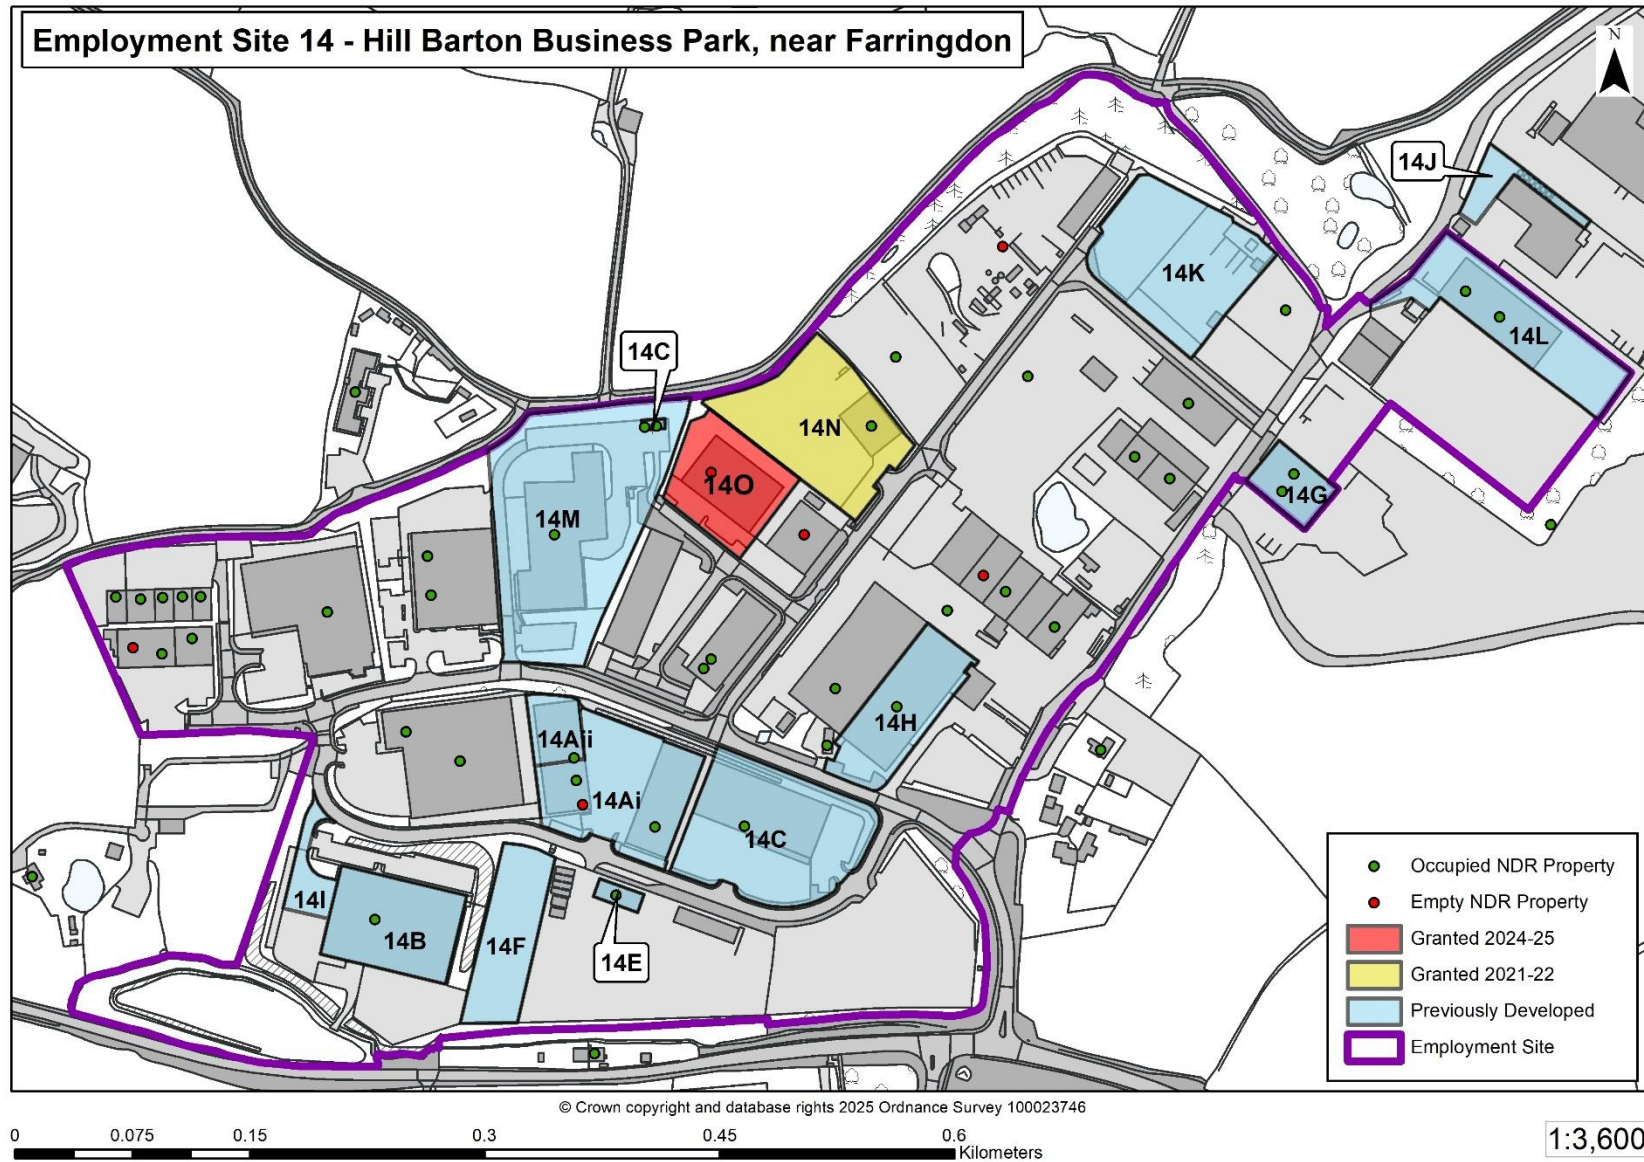 Employment Site 14 - Hill Barton Business Park, near Farringdon
N
14J
14K
14L
14C
14N
14O
14G
14M
14H
14Aii
14Ai
14C
14I
14B
14F
14E
Occupied NDR Property
Empty NDR Property
Granted 2024-25
Granted 2021-22
Previously Developed
Employment Site
© Crown copyright and database rights 2025 Ordnance Survey 100023746
0 0.075 0.15 0.3 0.45 0.6
Kilometers
1:3,600